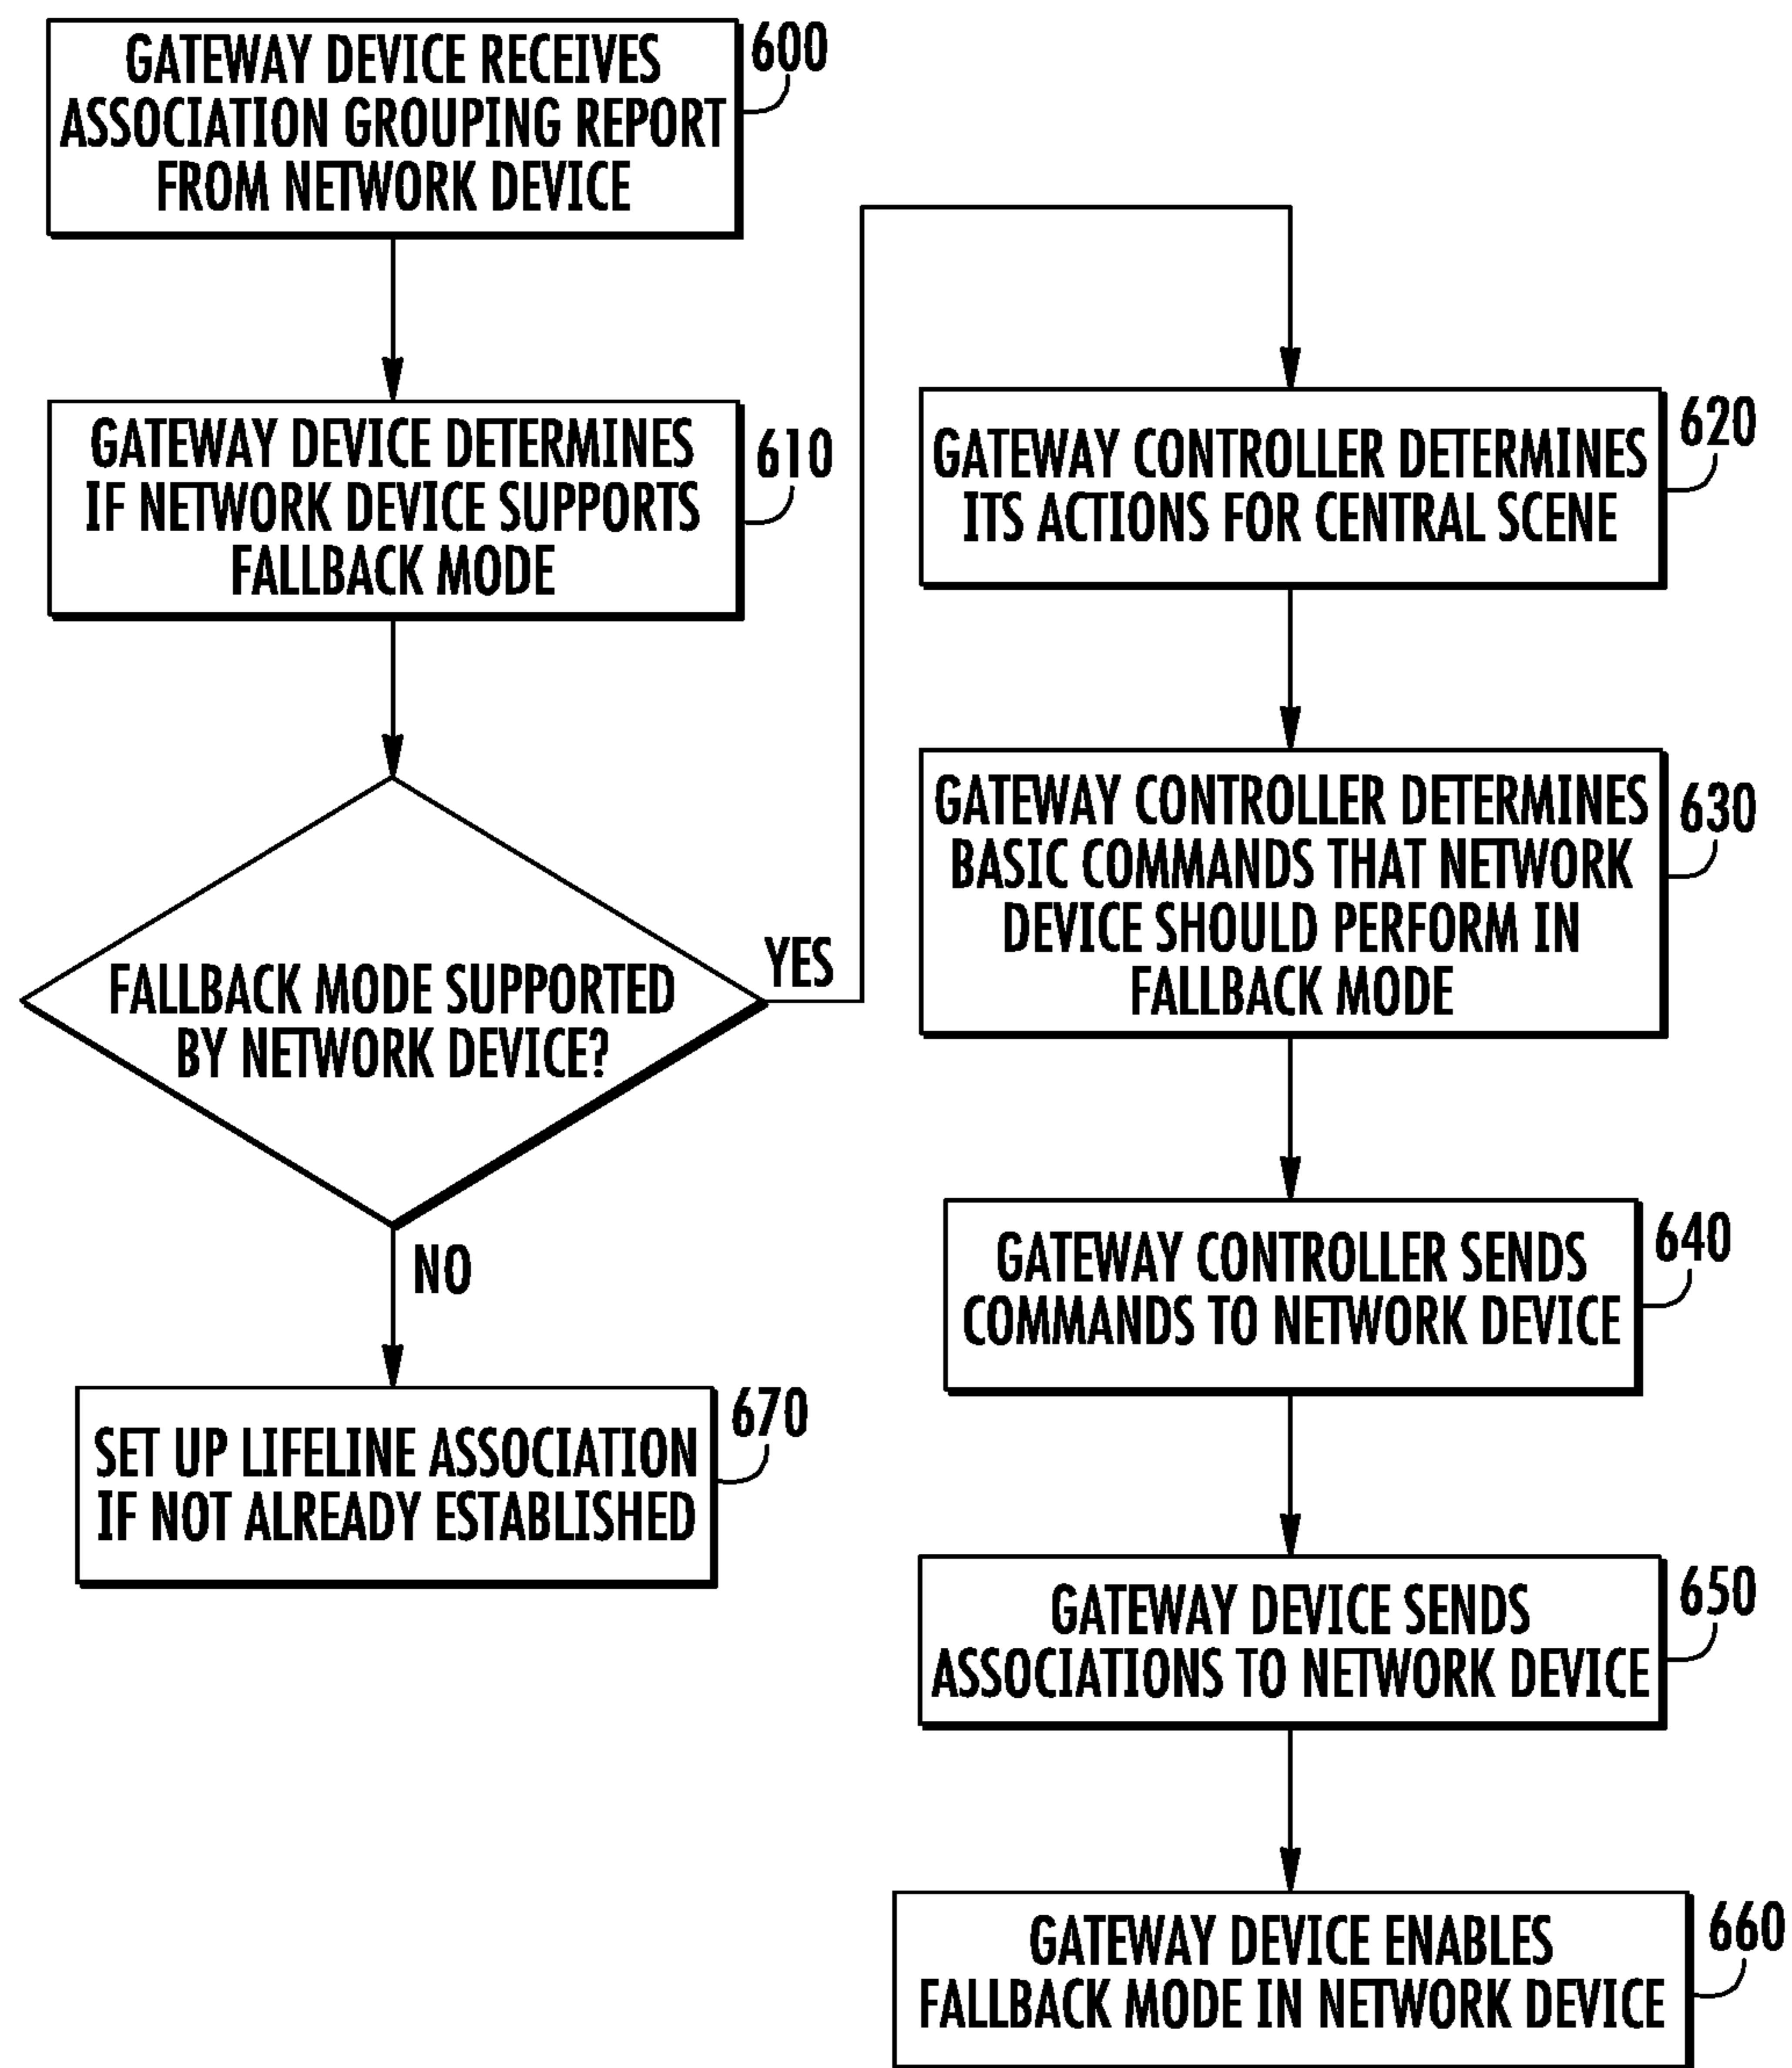 GATEWAY DEVICE RECEIVES
ASSOCIATION GROUPING REPORT
FROM NETWORK DEVICE
600
GATEWAY DEVICE DETERMINES
IF NETWORK DEVICE SUPPORTS
FALLBACK MODE
610
FALLBACK MODE SUPPORTED
BY NETWORK DEVICE?
YES
NO
SET UP LIFELINE ASSOCIATION
IF NOT ALREADY ESTABLISHED
670
GATEWAY CONTROLLER DETERMINES
ITS ACTIONS FOR CENTRAL SCENE
620
GATEWAY CONTROLLER DETERMINES
BASIC COMMANDS THAT NETWORK
DEVICE SHOULD PERFORM IN
FALLBACK MODE
630
GATEWAY CONTROLLER SENDS
COMMANDS TO NETWORK DEVICE
640
GATEWAY DEVICE SENDS
ASSOCIATIONS TO NETWORK DEVICE
650
GATEWAY DEVICE ENABLES
FALLBACK MODE IN NETWORK DEVICE
660